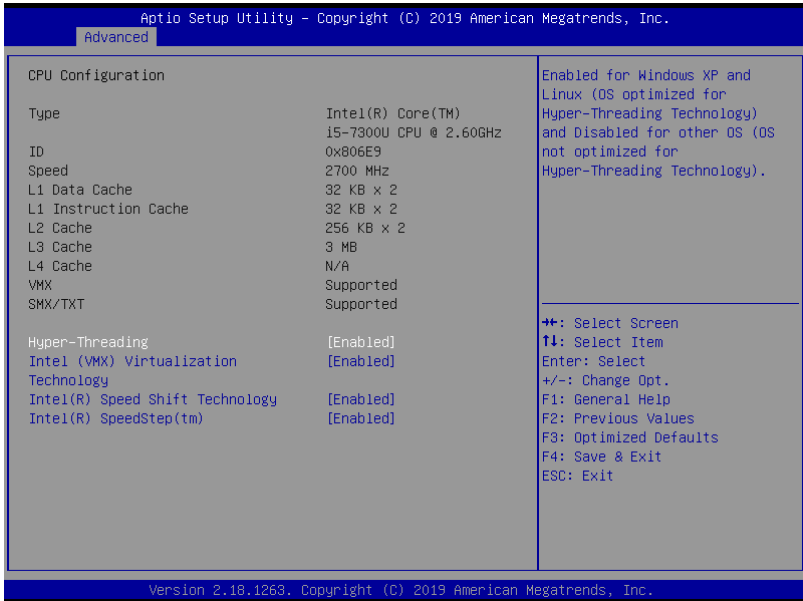 Aptio Setup Utility – Copyright (C) 2019 American Megatrends, Inc.
Advanced
CPU Configuration
Type Intel(R) Core(TM)
i5-7300U CPU @ 2.60GHz
ID 0x806E9
Speed 2700 MHz
L1 Data Cache 32 KB x 2
L1 Instruction Cache 32 KB x 2
L2 Cache 256 KB x 2
L3 Cache 3 MB
L4 Cache N/A
VMX Supported
SMX/TXT Supported
Hyper-Threading [Enabled]
Intel (VMX) Virtualization [Enabled]
Technology
Intel(R) Speed Shift Technology [Enabled]
Intel(R) SpeedStep(tm) [Enabled]
Enabled for Windows XP and
Linux (OS optimized for
Hyper-Threading Technology)
and Disabled for other OS (OS
not optimized for
Hyper-Threading Technology).
→←: Select Screen
↑↓: Select Item
Enter: Select
+/-: Change Opt.
F1: General Help
F2: Previous Values
F3: Optimized Defaults
F4: Save & Exit
ESC: Exit
Version 2.18.1263. Copyright (C) 2019 American Megatrends, Inc.